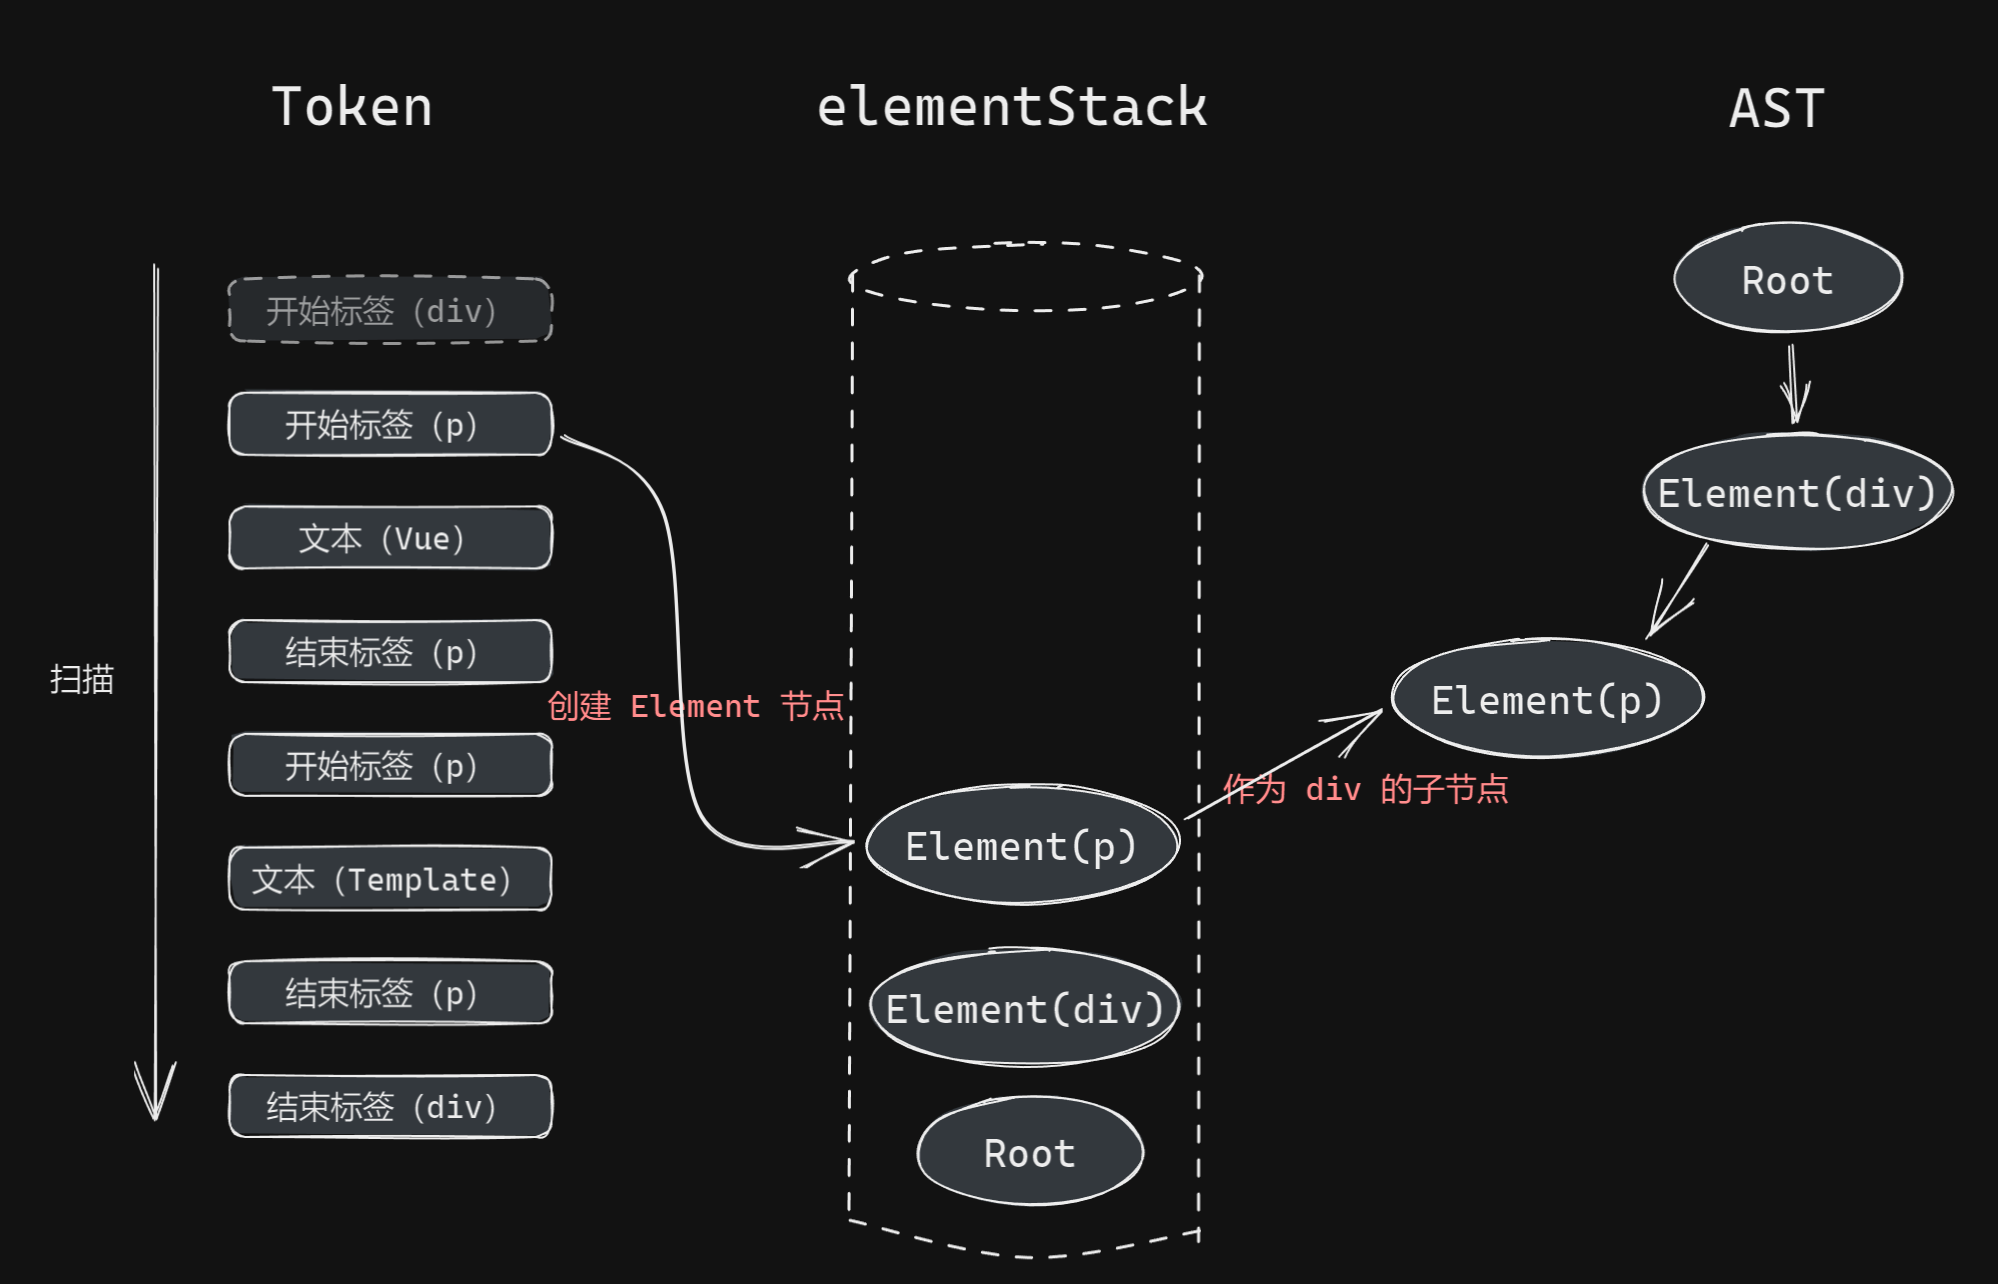 Token
elementStack
AST
扫描
开始标签（div）
开始标签（p）
文本（Vue）
结束标签（p）
开始标签（p）
文本（Template）
结束标签（p）
结束标签（div）
创建 Element 节点
Element(p)
Element(div)
Root
作为 div 的子节点
Root
Element(div)
Element(p)